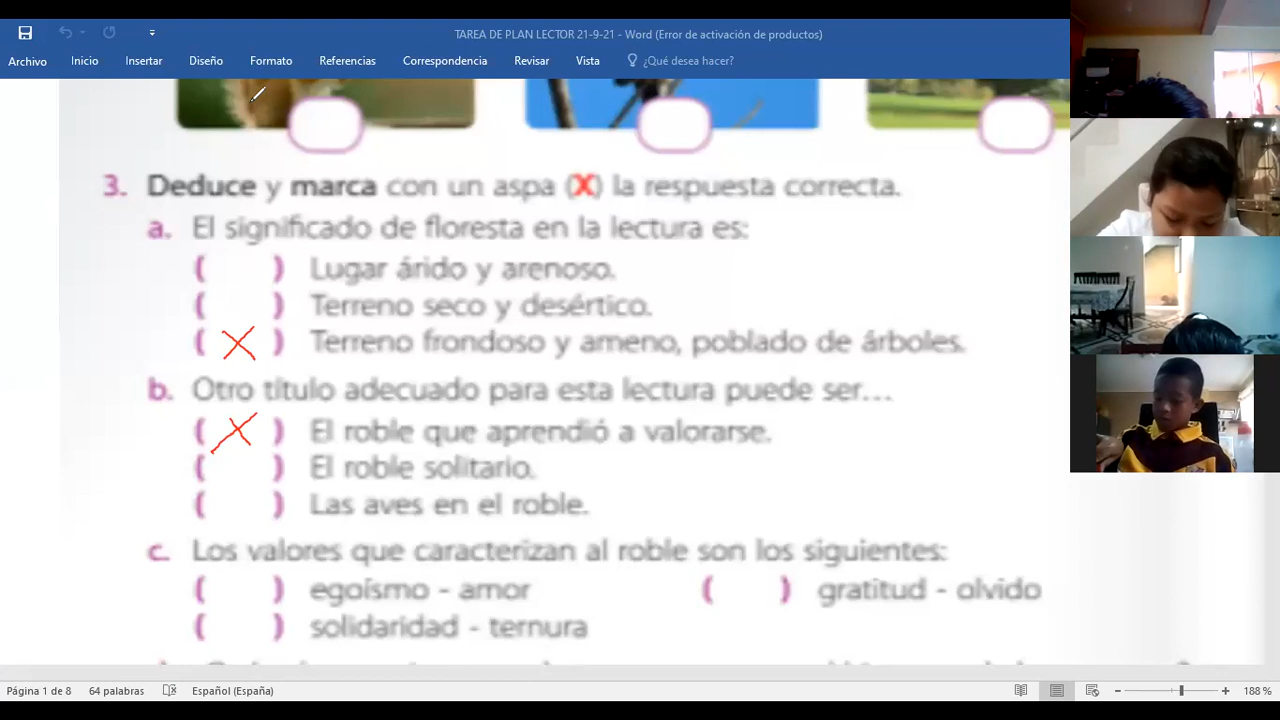 TAREA DE PLAN LECTOR 21-9-21 - Word (Error de activación de productos)
Archivo Inicio Insertar Diseño Formato Referencias Correspondencia Revisar Vista ¿Qué desea hacer?
3. Deduce y marca con un aspa (X) la respuesta correcta.
a. El significado de floresta en la lectura es:
( ) Lugar árido y arenoso.
( ) Terreno seco y desértico.
( X ) Terreno frondoso y ameno, poblado de árboles.
b. Otro título adecuado para esta lectura puede ser...
( X ) El roble que aprendió a valorarse.
( ) El roble solitario.
( ) Las aves en el roble.
c. Los valores que caracterizan al roble son los siguientes:
( ) egoísmo - amor ( ) gratitud - olvido
( ) solidaridad - ternura
Página 1 de 8 64 palabras Español (España) 188 %